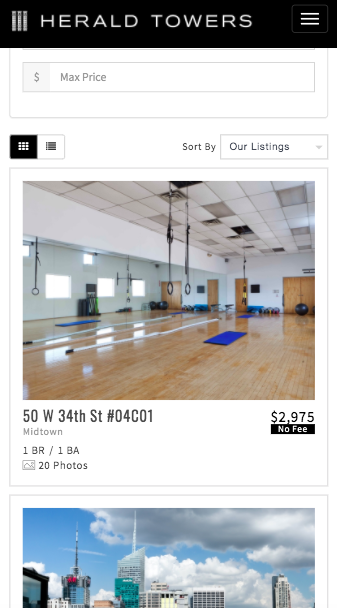 HERALD TOWERS
$ Max Price
Sort By Our Listings
50 W 34th St #04C01
$2,975
Midtown
No Fee
1 BR / 1 BA
20 Photos